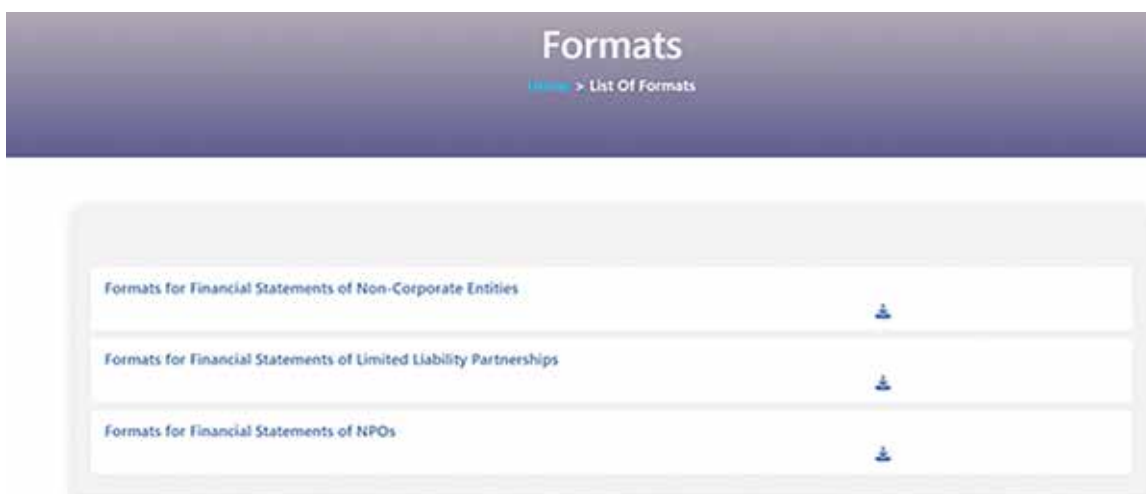 Formats
Home > List Of Formats
Formats for Financial Statements of Non-Corporate Entities
Formats for Financial Statements of Limited Liability Partnerships
Formats for Financial Statements of NPOs